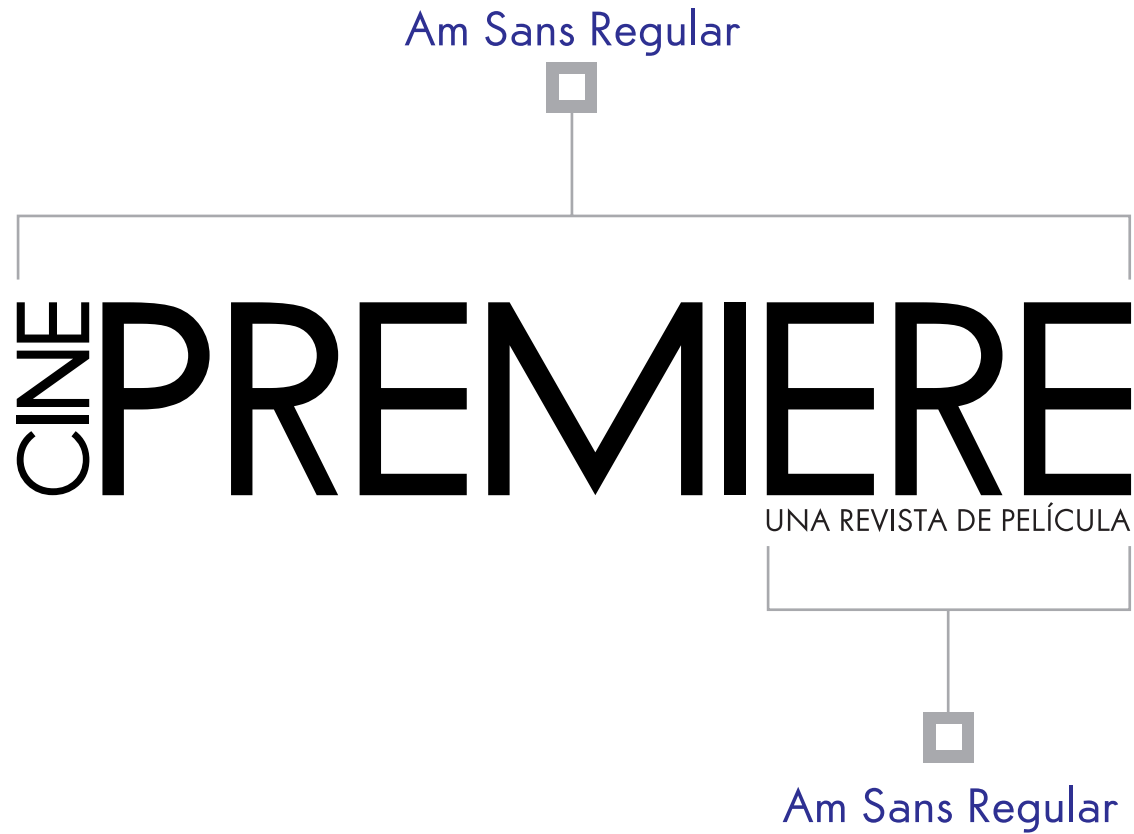 Am Sans Regular
CINE
PREMIERE
UNA REVISTA DE PELÍCULA
Am Sans Regular